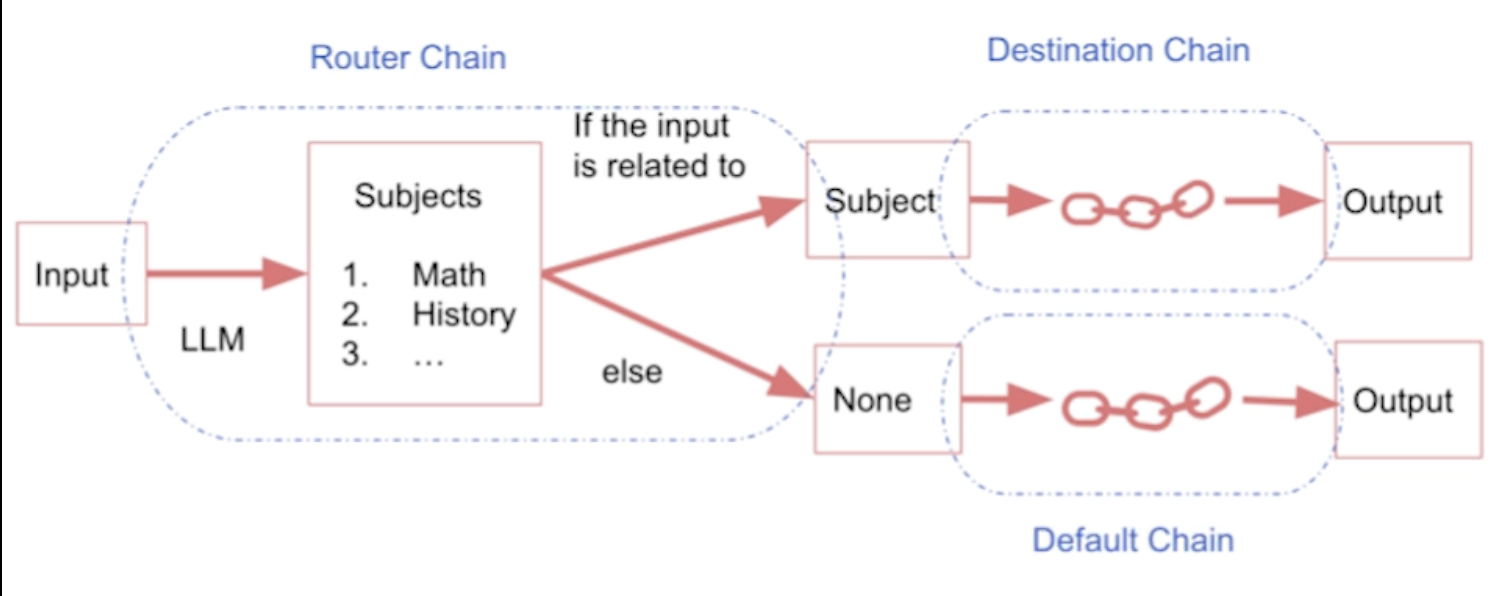 Router Chain
Destination Chain
If the input
is related to
Subjects
1. Math
2. History
3. ...
Input
LLM
else
Subject
Output
None
Output
Default Chain